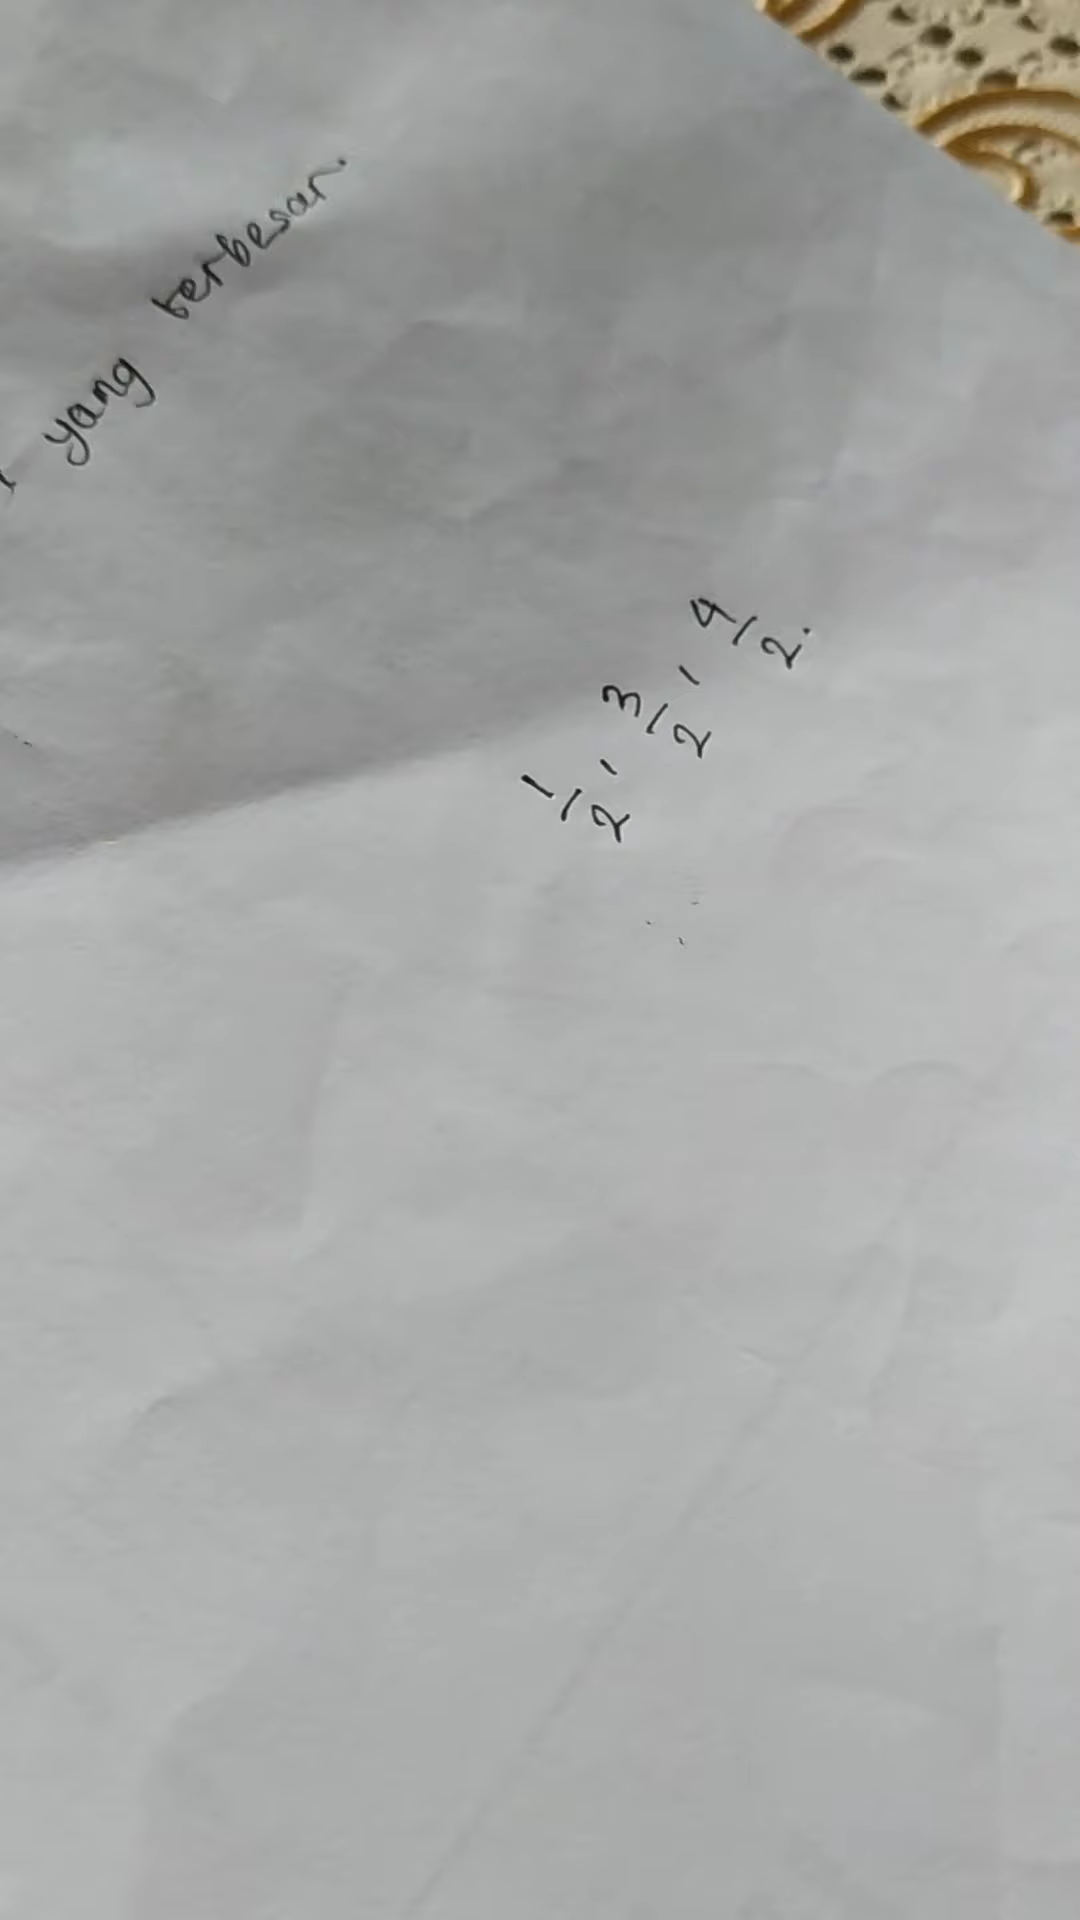 yang terbesar.
1/2, 3/2, 4/2.